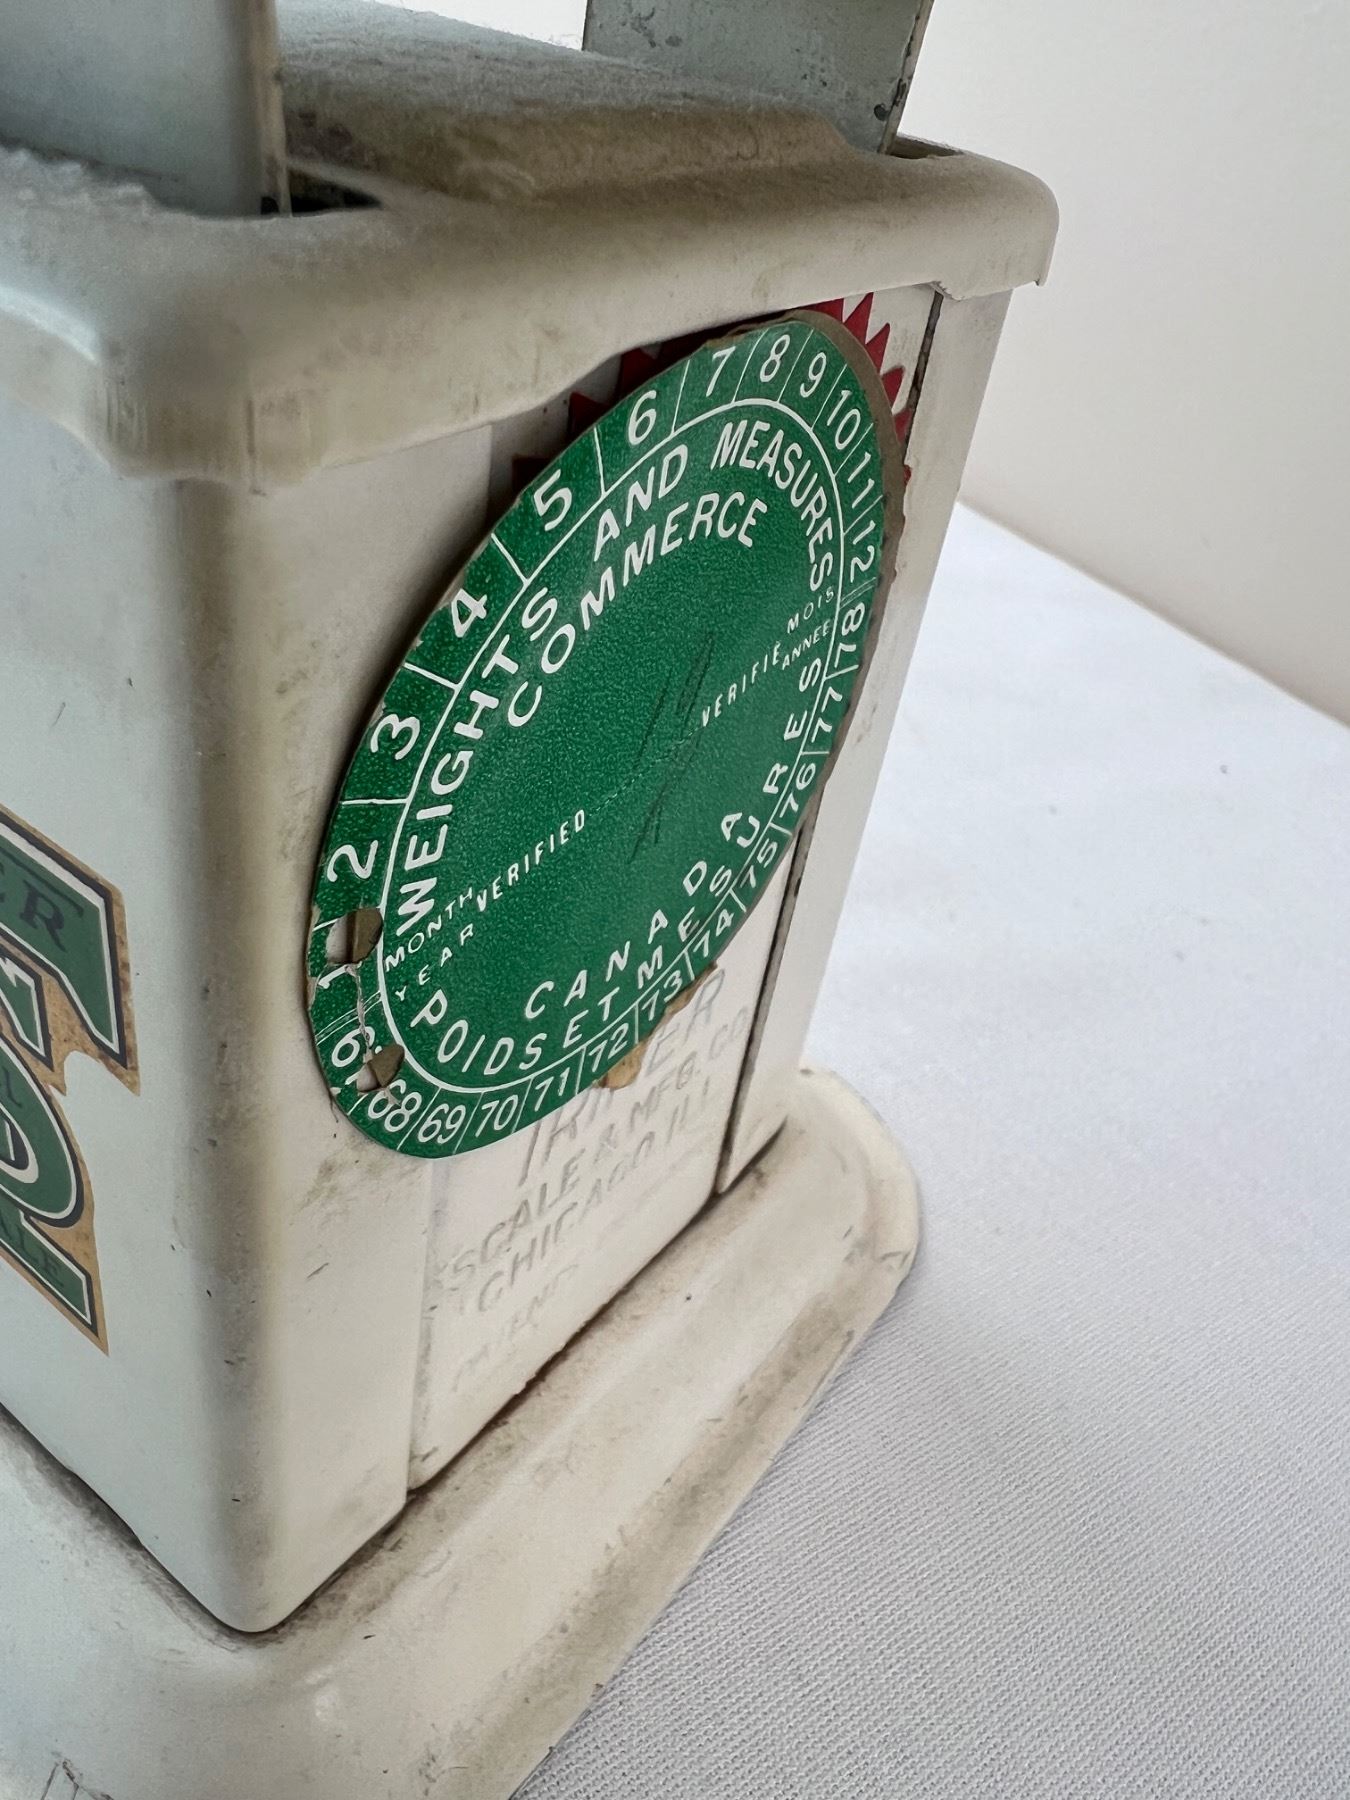 1 2 3 4 5 6 7 8 9 10 11 12
WEIGHTS AND MEASURES
COMMERCE
MONTH VERIFIED
YEAR
VERIFIÉ MOIS
ANNÉE
CANADA
POIDS ET MESURES
68 69 70 71 72 73 74 75 76 77 78
SCALE & MFG. CO
CHICAGO ILL